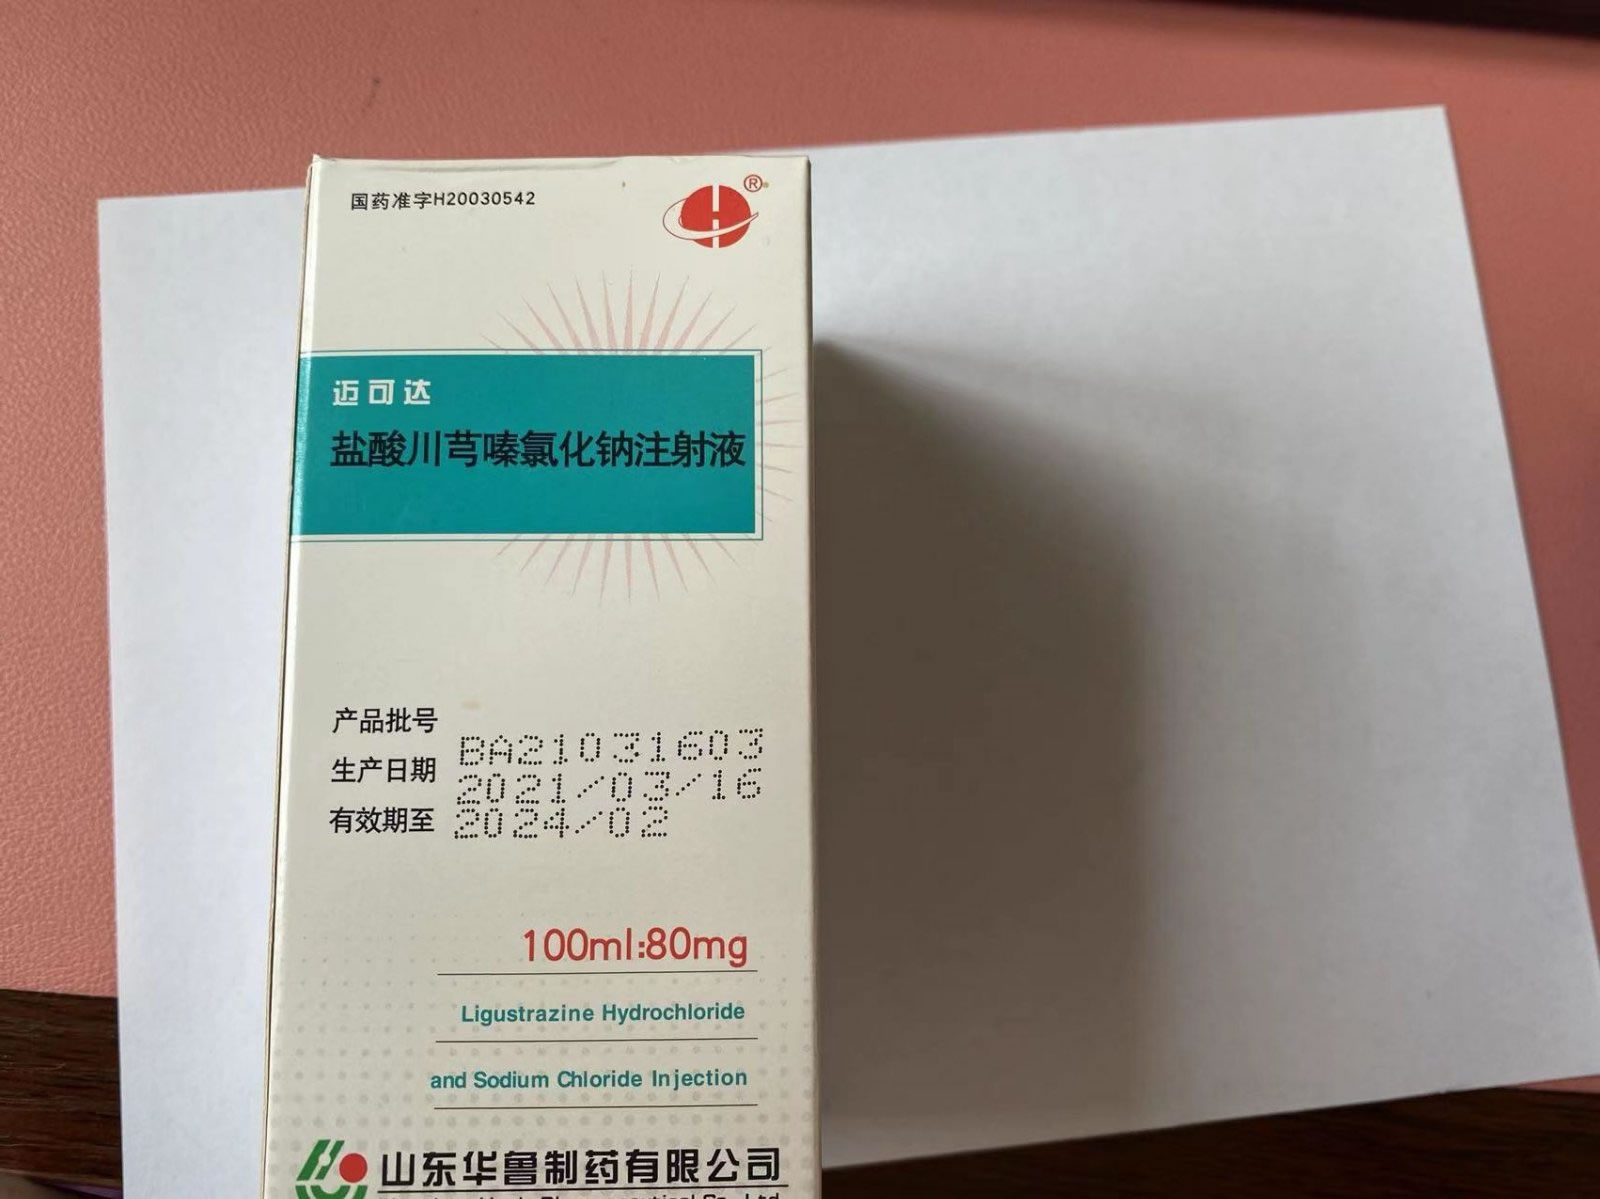 国药准字H20030542
H®
迈可达
盐酸川芎嗪氯化钠注射液
产品批号 BA21031603
生产日期 2021/03/16
有效期至 2024/02
100ml:80mg
Ligustrazine Hydrochloride
and Sodium Chloride Injection
山东华鲁制药有限公司